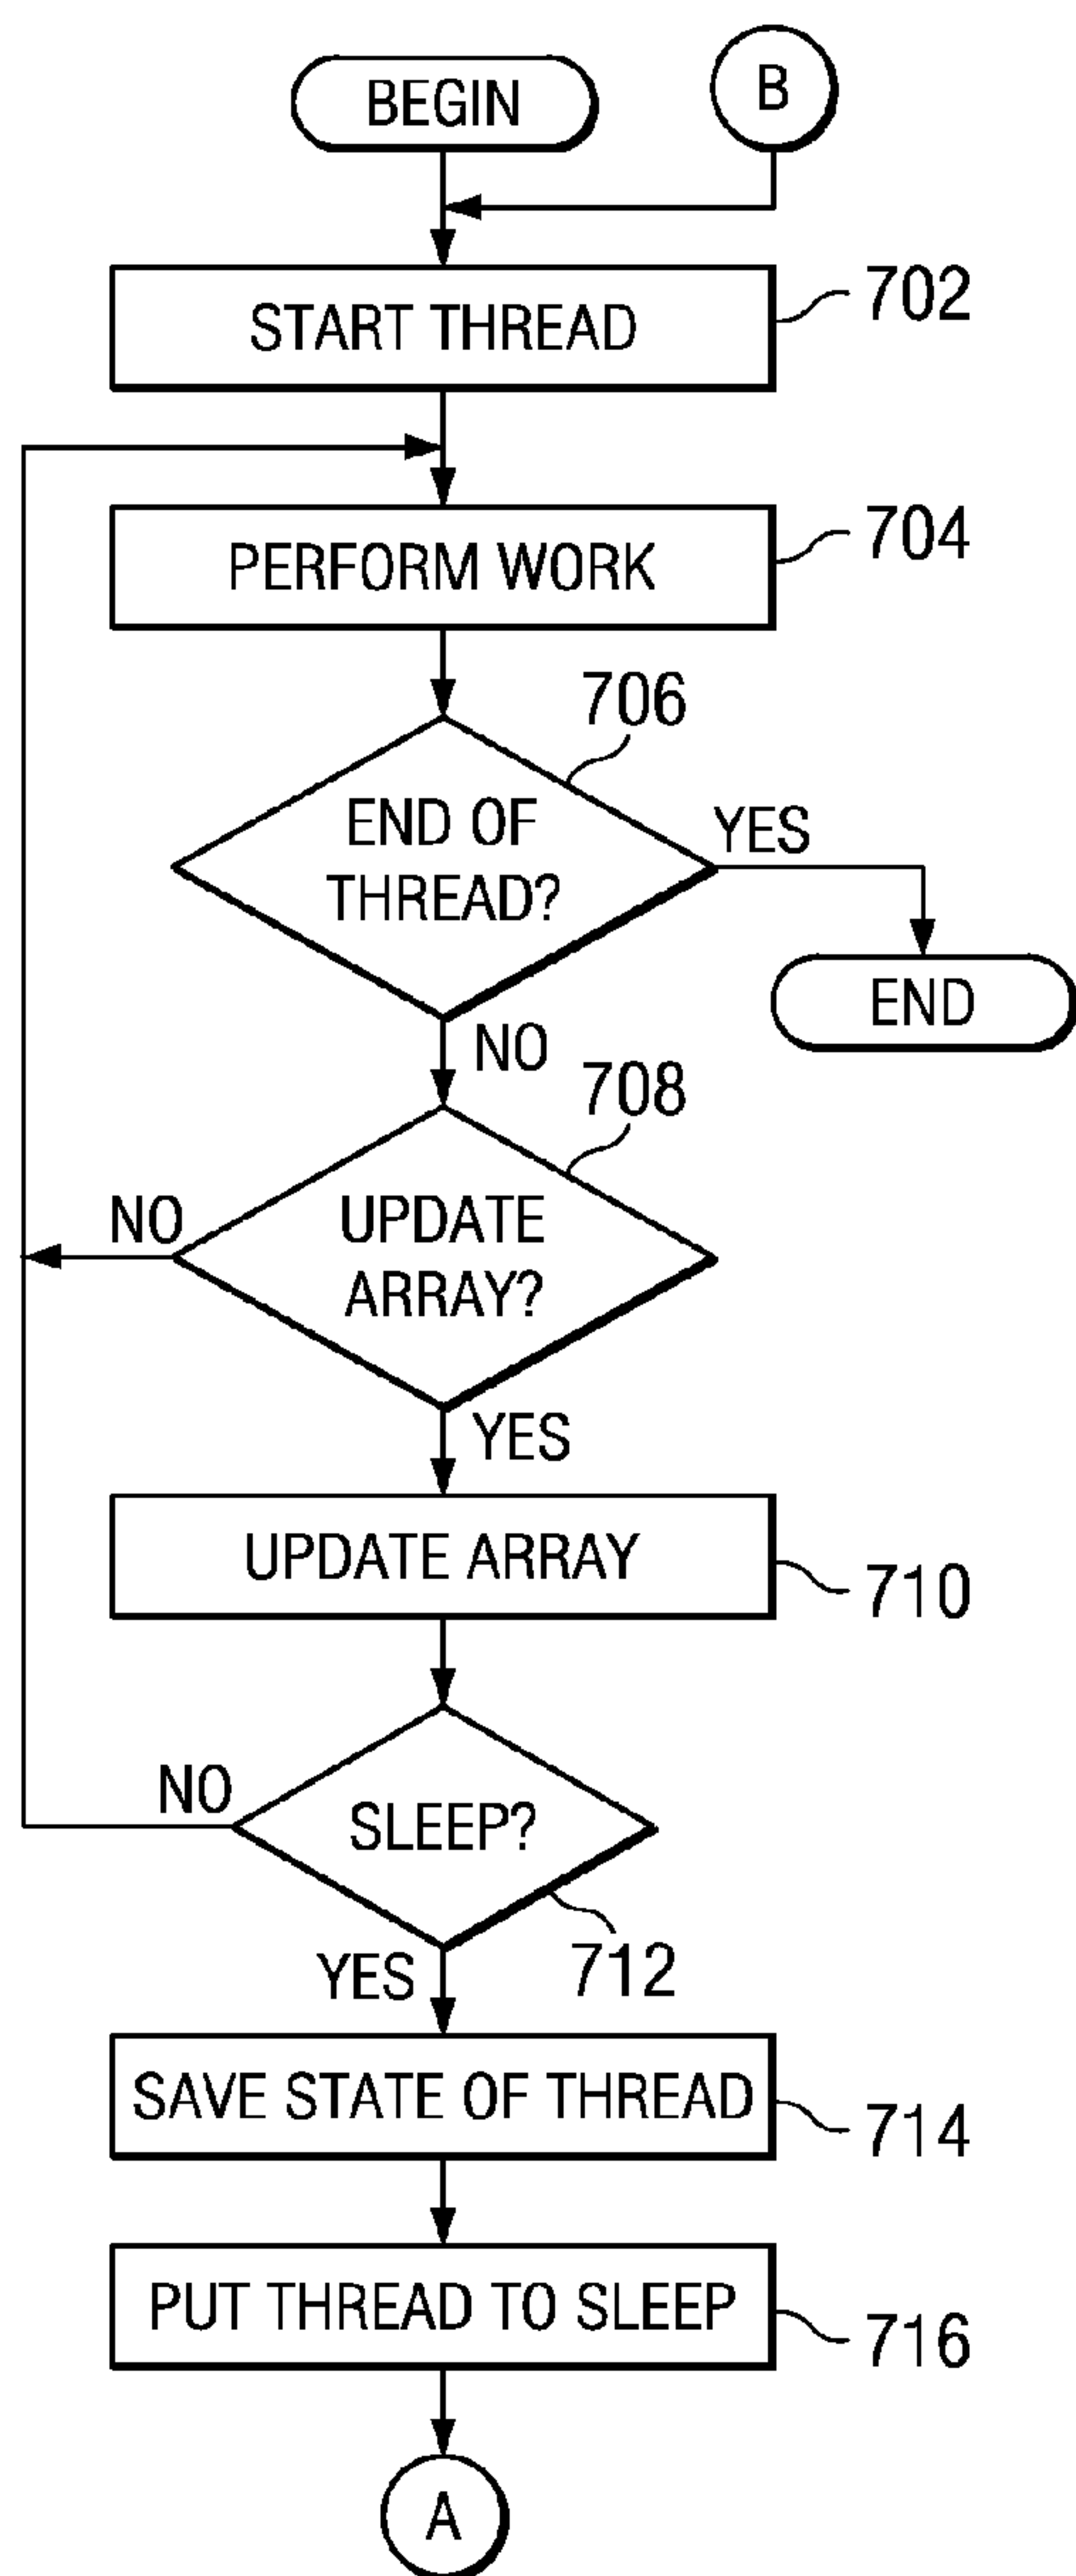 BEGIN
B
START THREAD
702
PERFORM WORK
704
706
END OF
THREAD?
YES
END
NO
708
NO
UPDATE
ARRAY?
YES
UPDATE ARRAY
710
NO
SLEEP?
YES
712
SAVE STATE OF THREAD
714
PUT THREAD TO SLEEP
716
A